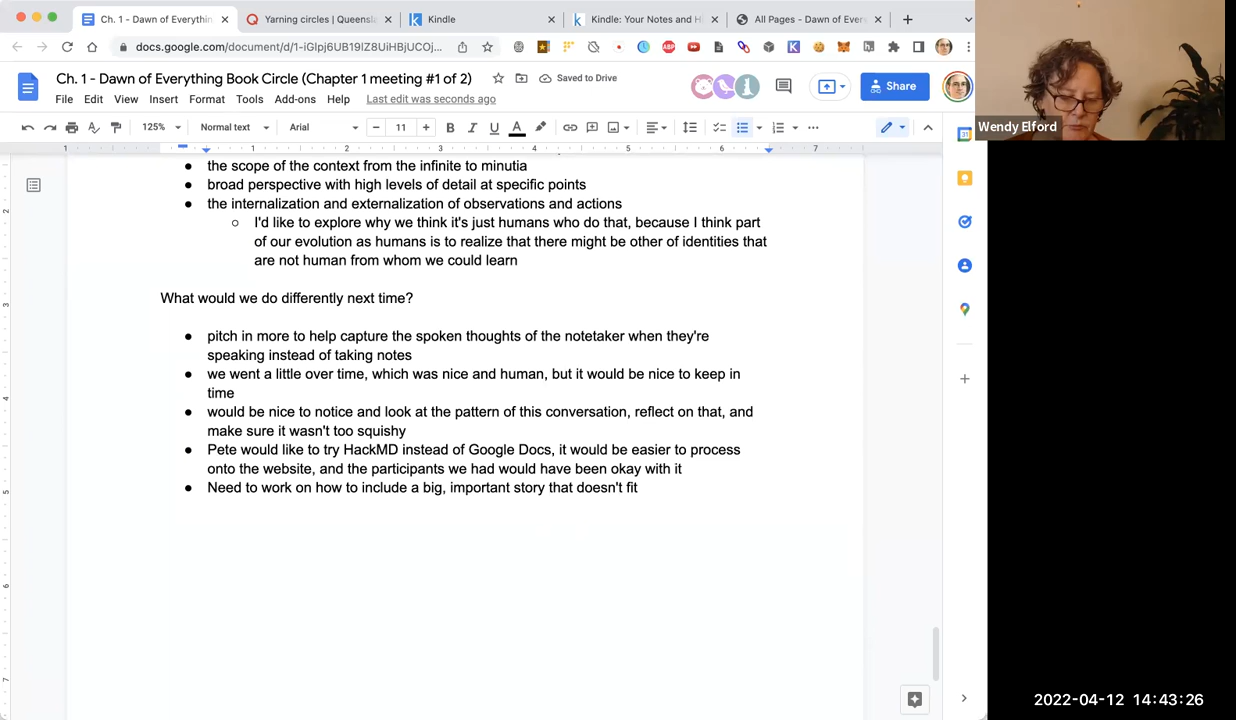 Ch. 1 - Dawn of Everythin
Yarning circles | Queensla
Kindle
Kindle: Your Notes and Hi
All Pages - Dawn of Ever
docs.google.com/document/d/1-iGlpj6UB19IZ8UiHBjUCOj...
Ch. 1 - Dawn of Everything Book Circle (Chapter 1 meeting #1 of 2)
Saved to Drive
Share
File Edit View Insert Format Tools Add-ons Help Last edit was seconds ago
125% Normal text Arial 11
the scope of the context from the infinite to minutia
broad perspective with high levels of detail at specific points
the internalization and externalization of observations and actions
I'd like to explore why we think it's just humans who do that, because I think part
of our evolution as humans is to realize that there might be other of identities that
are not human from whom we could learn
What would we do differently next time?
pitch in more to help capture the spoken thoughts of the notetaker when they're
speaking instead of taking notes
we went a little over time, which was nice and human, but it would be nice to keep in
time
would be nice to notice and look at the pattern of this conversation, reflect on that, and
make sure it wasn't too squishy
Pete would like to try HackMD instead of Google Docs, it would be easier to process
onto the website, and the participants we had would have been okay with it
Need to work on how to include a big, important story that doesn't fit
Wendy Elford
2022-04-12 14:43:26